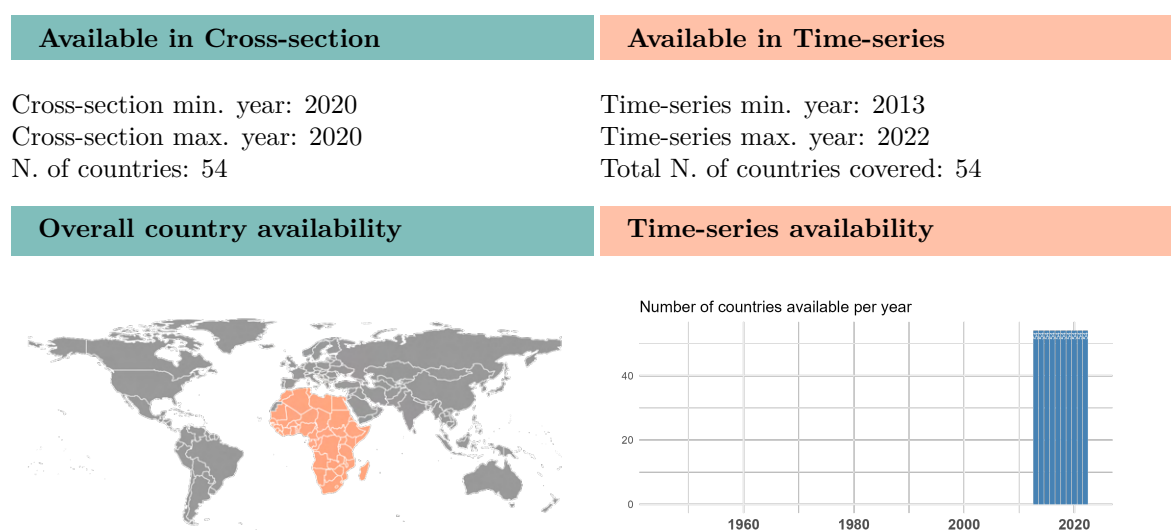 Available in Cross-section
Available in Time-series
Cross-section min. year: 2020
Cross-section max. year: 2020
N. of countries: 54
Time-series min. year: 2013
Time-series max. year: 2022
Total N. of countries covered: 54
Overall country availability
Time-series availability
Number of countries available per year
40
20
0
1960 1980 2000 2020